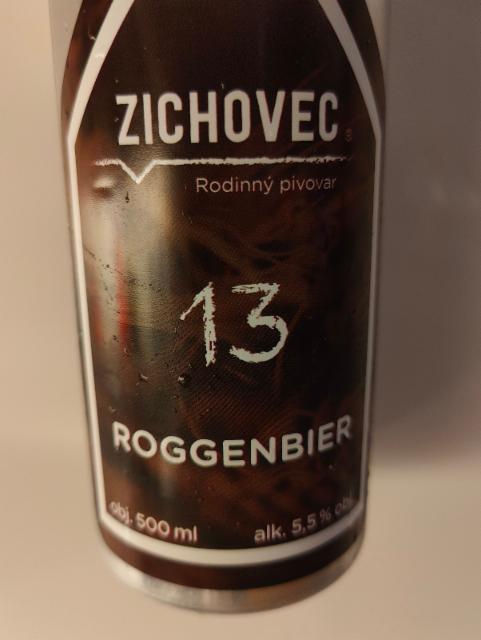 ZICHOVEC
Rodinný pivovar
13
ROGGENBIER
obj. 500 ml alk. 5,5 % obj.